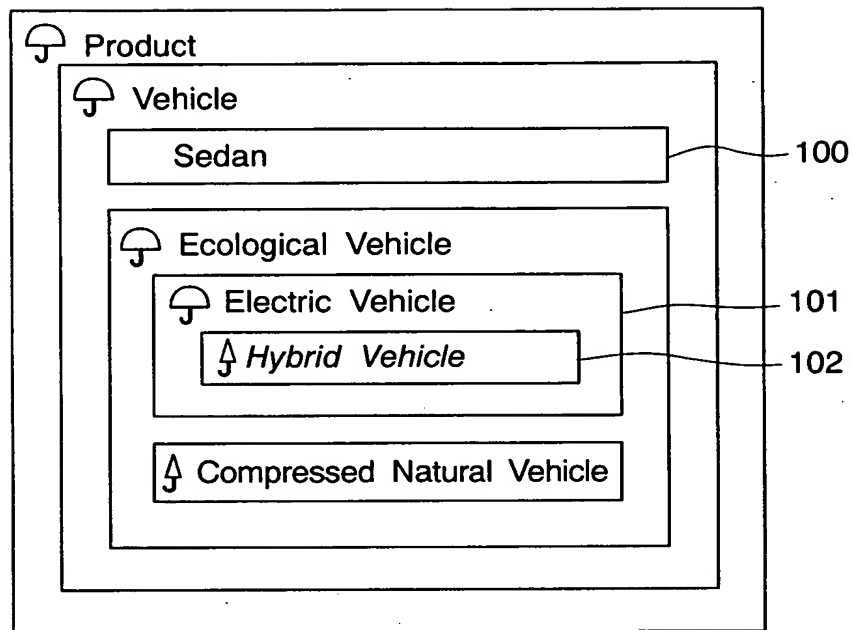 Product
Vehicle
Sedan
100
Ecological Vehicle
Electric Vehicle
101
Hybrid Vehicle
102
Compressed Natural Vehicle